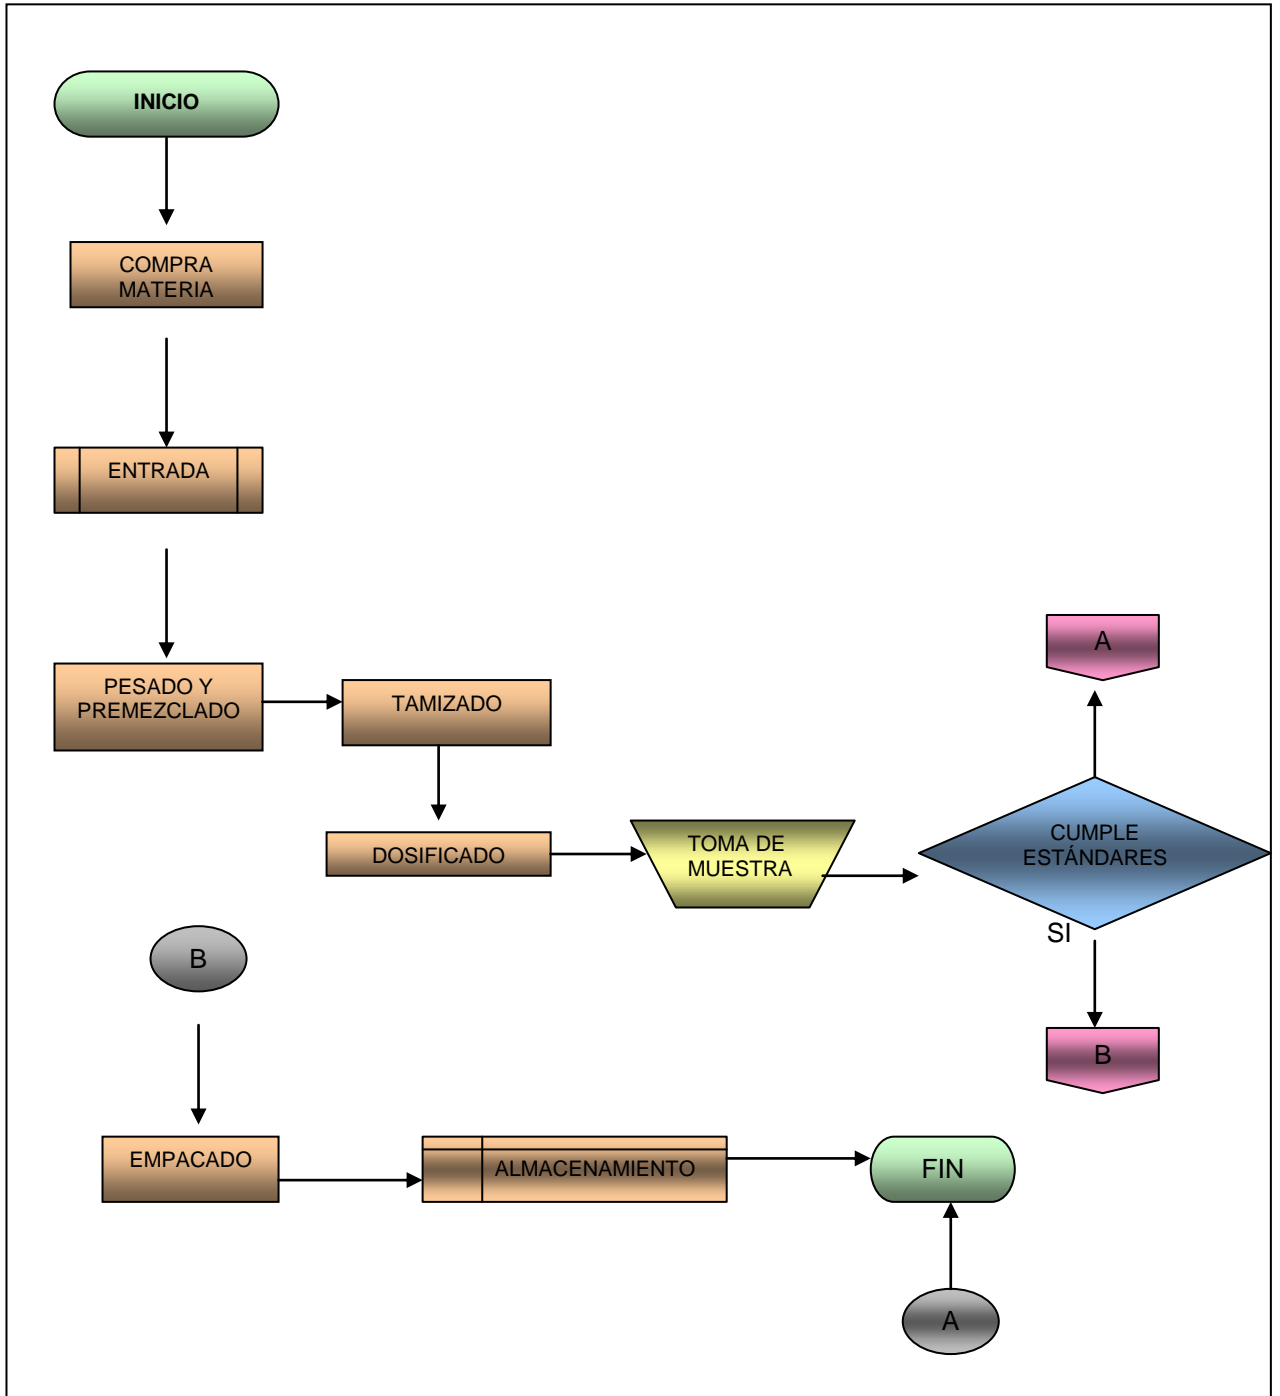 INICIO
COMPRA
MATERIA
ENTRADA
PESADO Y
PREMEZCLADO
TAMIZADO
DOSIFICADO
TOMA DE
MUESTRA
CUMPLE
ESTÁNDARES
A
SI
B
B
EMPACADO
ALMACENAMIENTO
FIN
A